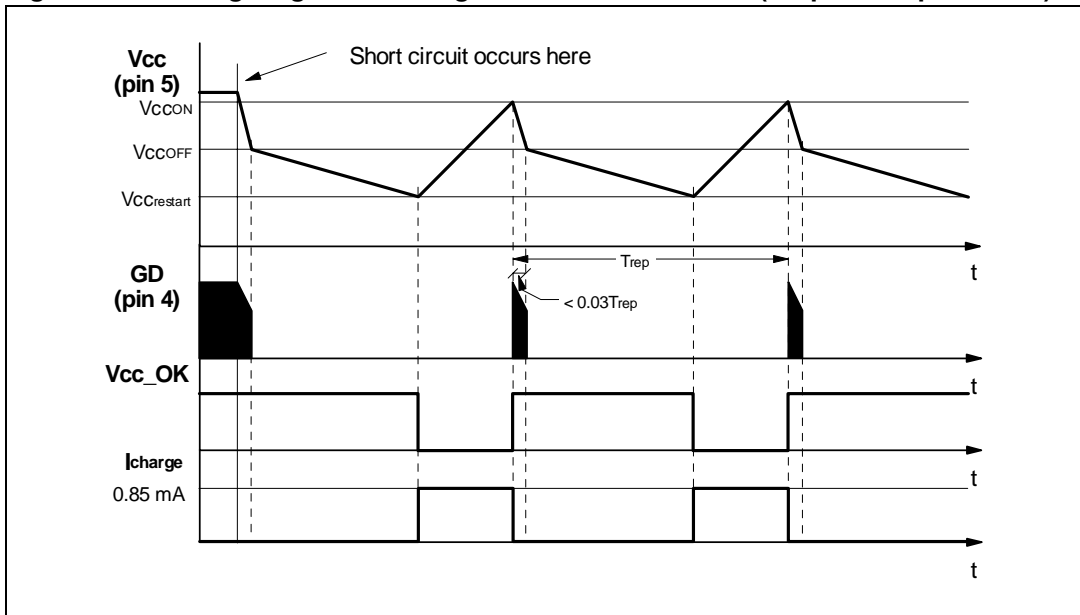 Short circuit occurs here
Vcc
(pin 5)
VccON
VccOFF
Vccrestart
t
GD
(pin 4)
Trep
< 0.03Trep
t
Vcc_OK
t
Icharge
0.85 mA
t